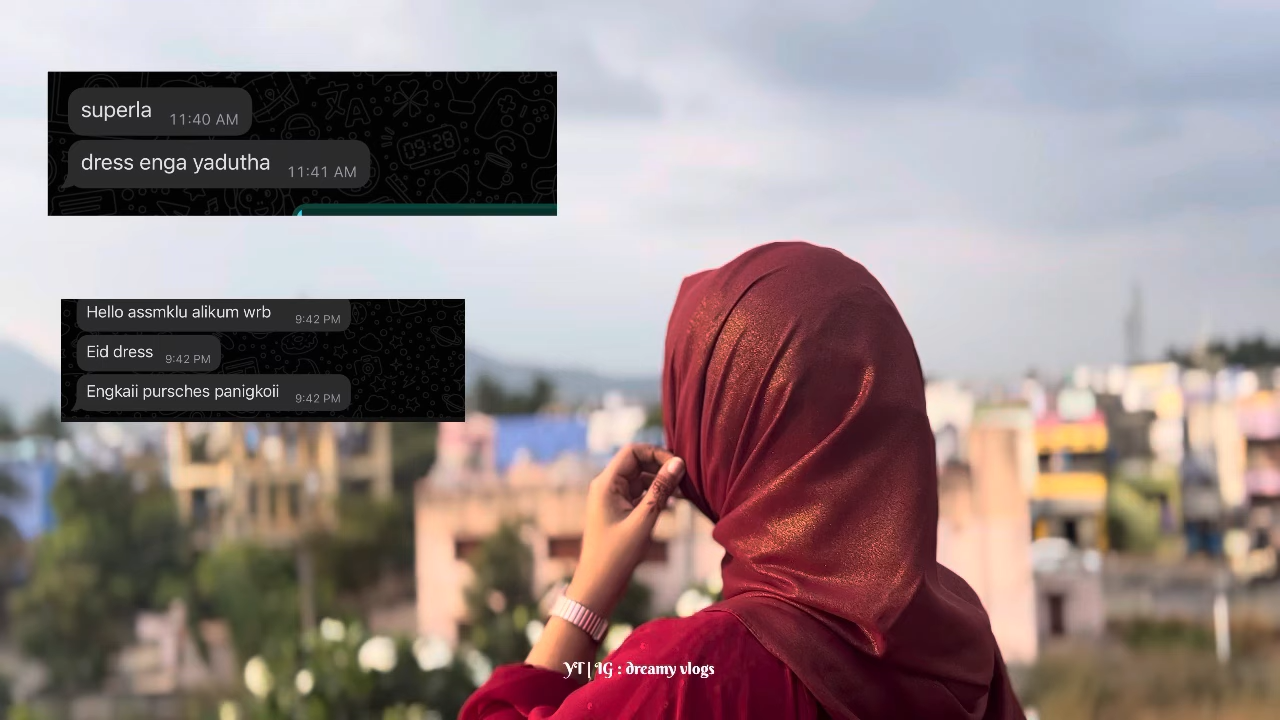 superla 11:40 AM
dress enga yadutha 11:41 AM
Hello assmklu alikum wrb 9:42 PM
Eid dress 9:42 PM
Engkaii pursches panigkoii 9:42 PM
YT | IG : dreamy vlogs